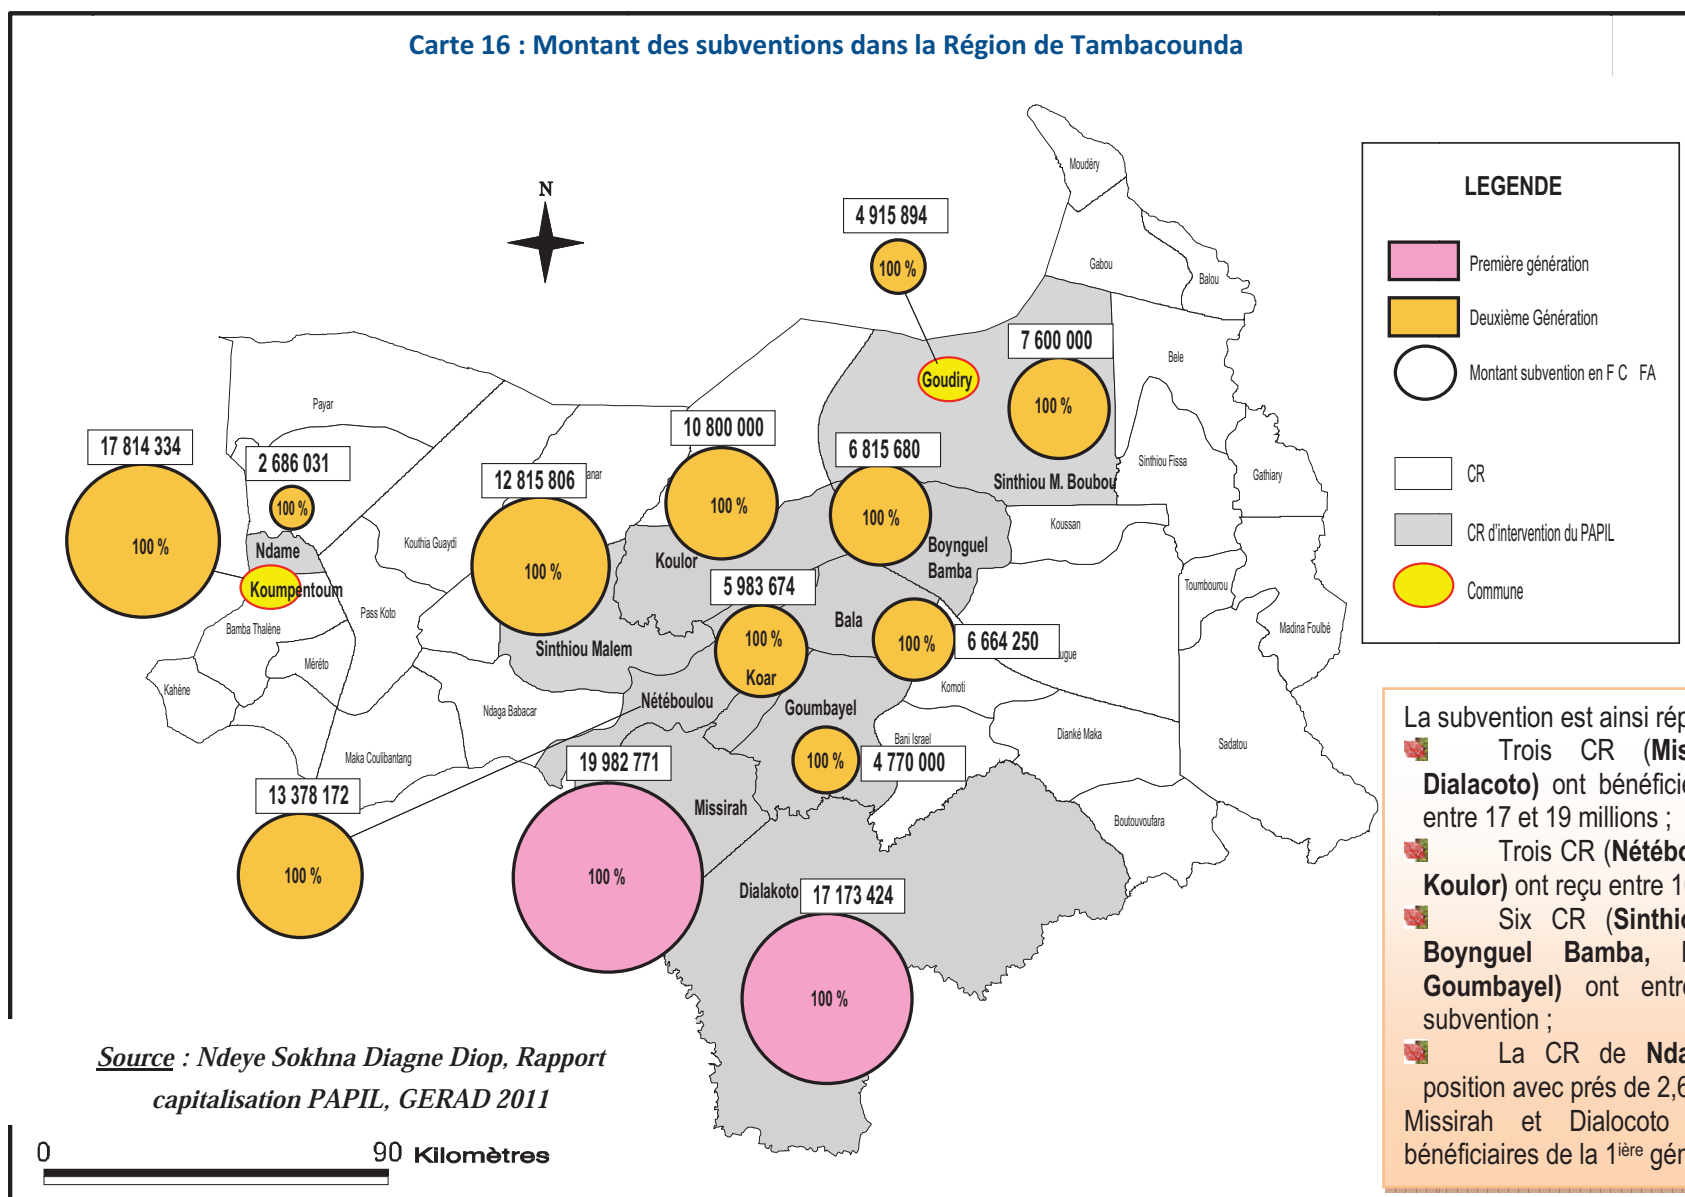 Carte 16 : Montant des subventions dans la Région de Tambacounda
N
Moudéry
Gabou
Balou
4 915 894
100 %
Goudiry
7 600 000
100 %
Sinthiou M. Boubou
Bele
Sinthiou Fissa
Gathiary
Payar
17 814 334
100 %
2 686 031
100 %
Ndame
Koumpentoum
Kouthia Guaydi
12 815 806
100 %
Sinthiou Malem
10 800 000
100 %
Koulor
6 815 680
100 %
Boynguel
Bamba
Koussan
Toumbourou
Madina Foulbé
Bamba Thalène
Pass Koto
Méréto
Kahène
Ndaga Babacar
Maka Coulibantang
5 983 674
100 %
Koar
Bala
100 %
6 664 250
Nétéboulou
Goumbayel
Komoti
Bani Israel
Dianké Maka
Sadatou
Boutouvoufara
100 %
4 770 000
13 378 172
100 %
19 982 771
100 %
Missirah
Dialakoto
17 173 424
100 %
LEGENDE
Première génération
Deuxième Génération
Montant subvention en F C FA
CR
CR d'intervention du PAPIL
Commune
La subvention est ainsi rép
Trois CR (Mis
Dialacoto) ont bénéficié
entre 17 et 19 millions ;
Trois CR (Nétébo
Koulor) ont reçu entre 1
Six CR (Sinthio
Boynguel Bamba,
Goumbayel) ont entr
subvention ;
La CR de Nda
position avec prés de 2,6
Missirah et Dialocoto
bénéficiaires de la 1ière gén
Source : Ndeye Sokhna Diagne Diop, Rapport
capitalisation PAPIL, GERAD 2011
0 90 Kilomètres